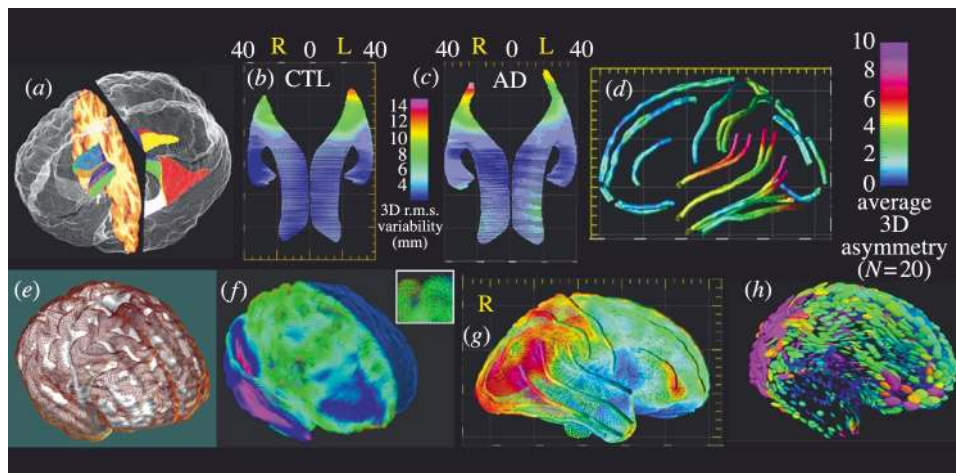 40 R 0 L 40
40 R 0 L 40
(a)
(b) CTL
(c) AD
(d)
14
12
10
8
6
4
3D r.m.s.
variability
(mm)
10
8
6
4
2
0
average
3D
asymmetry
(N=20)
(e)
(f)
R
(g)
(h)